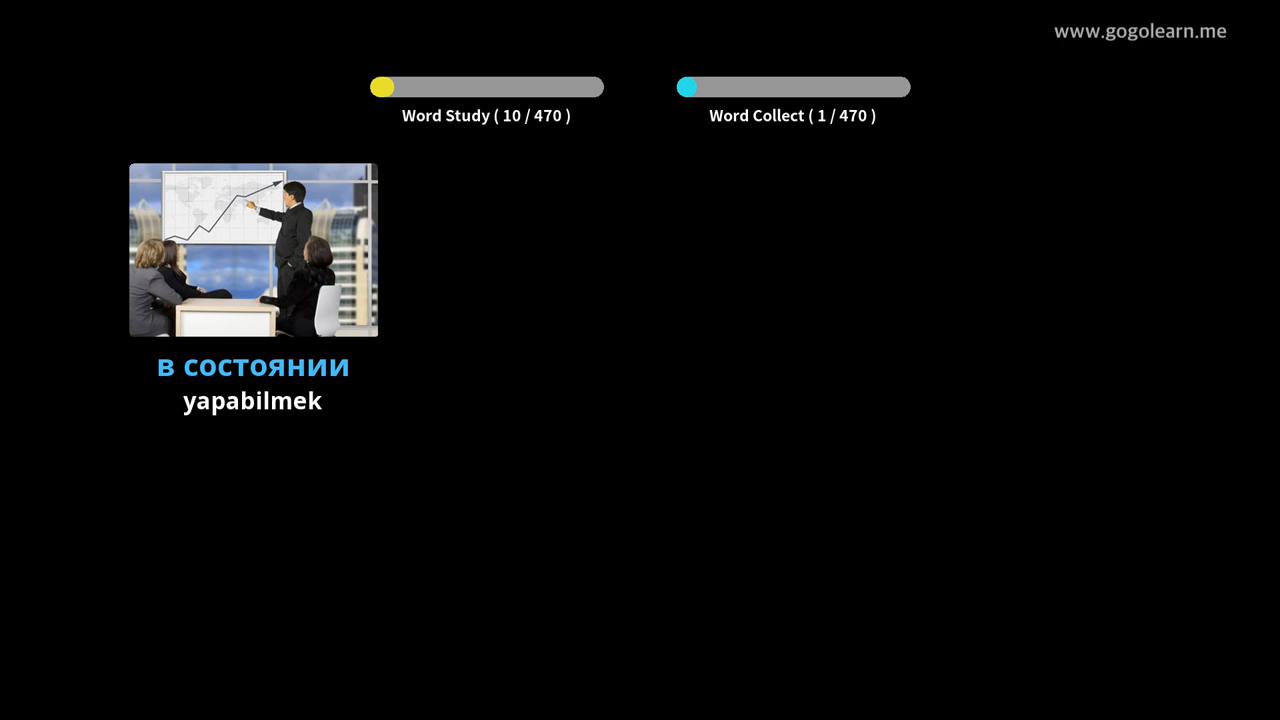 www.gogolearn.me
Word Study ( 10 / 470 )
Word Collect ( 1 / 470 )
в состоянии
yapabilmek